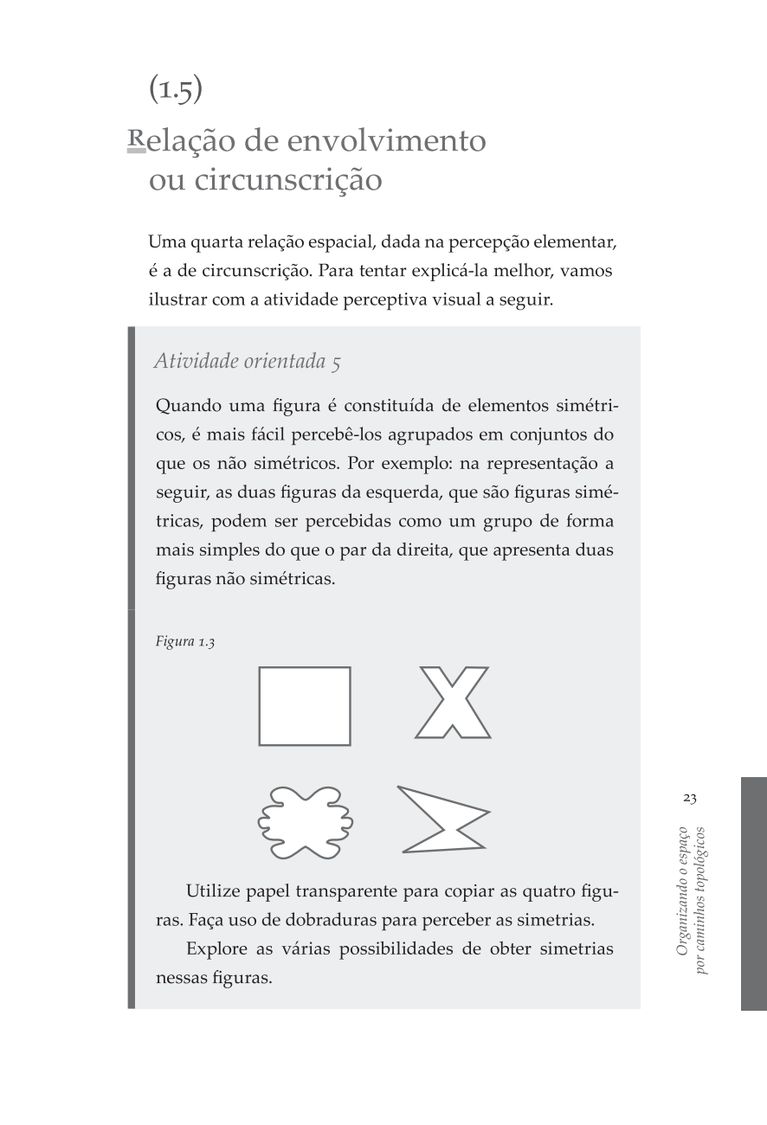 (1.5)
Relação de envolvimento
ou circunscrição
Uma quarta relação espacial, dada na percepção elementar,
é a de circunscrição. Para tentar explicá-la melhor, vamos
ilustrar com a atividade perceptiva visual a seguir.
Atividade orientada 5
Quando uma figura é constituída de elementos simétri-
cos, é mais fácil percebê-los agrupados em conjuntos do
que os não simétricos. Por exemplo: na representação a
seguir, as duas figuras da esquerda, que são figuras simé-
tricas, podem ser percebidas como um grupo de forma
mais simples do que o par da direita, que apresenta duas
figuras não simétricas.
Figura 1.3
Utilize papel transparente para copiar as quatro figu-
ras. Faça uso de dobraduras para perceber as simetrias.
Explore as várias possibilidades de obter simetrias
nessas figuras.
23
Organizando o espaço
por caminhos topológicos